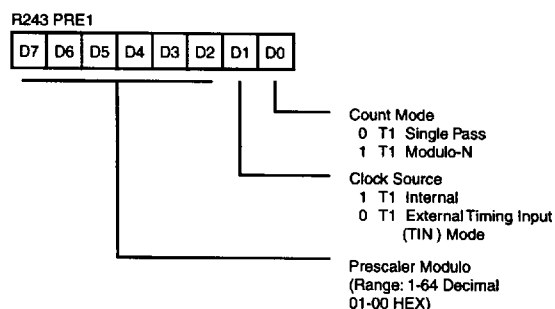 R243 PRE1
D7 D6 D5 D4 D3 D2 D1 D0
Count Mode
0 T1 Single Pass
1 T1 Modulo-N
Clock Source
1 T1 Internal
0 T1 External Timing Input
(TIN ) Mode
Prescaler Modulo
(Range: 1-64 Decimal
01-00 HEX)